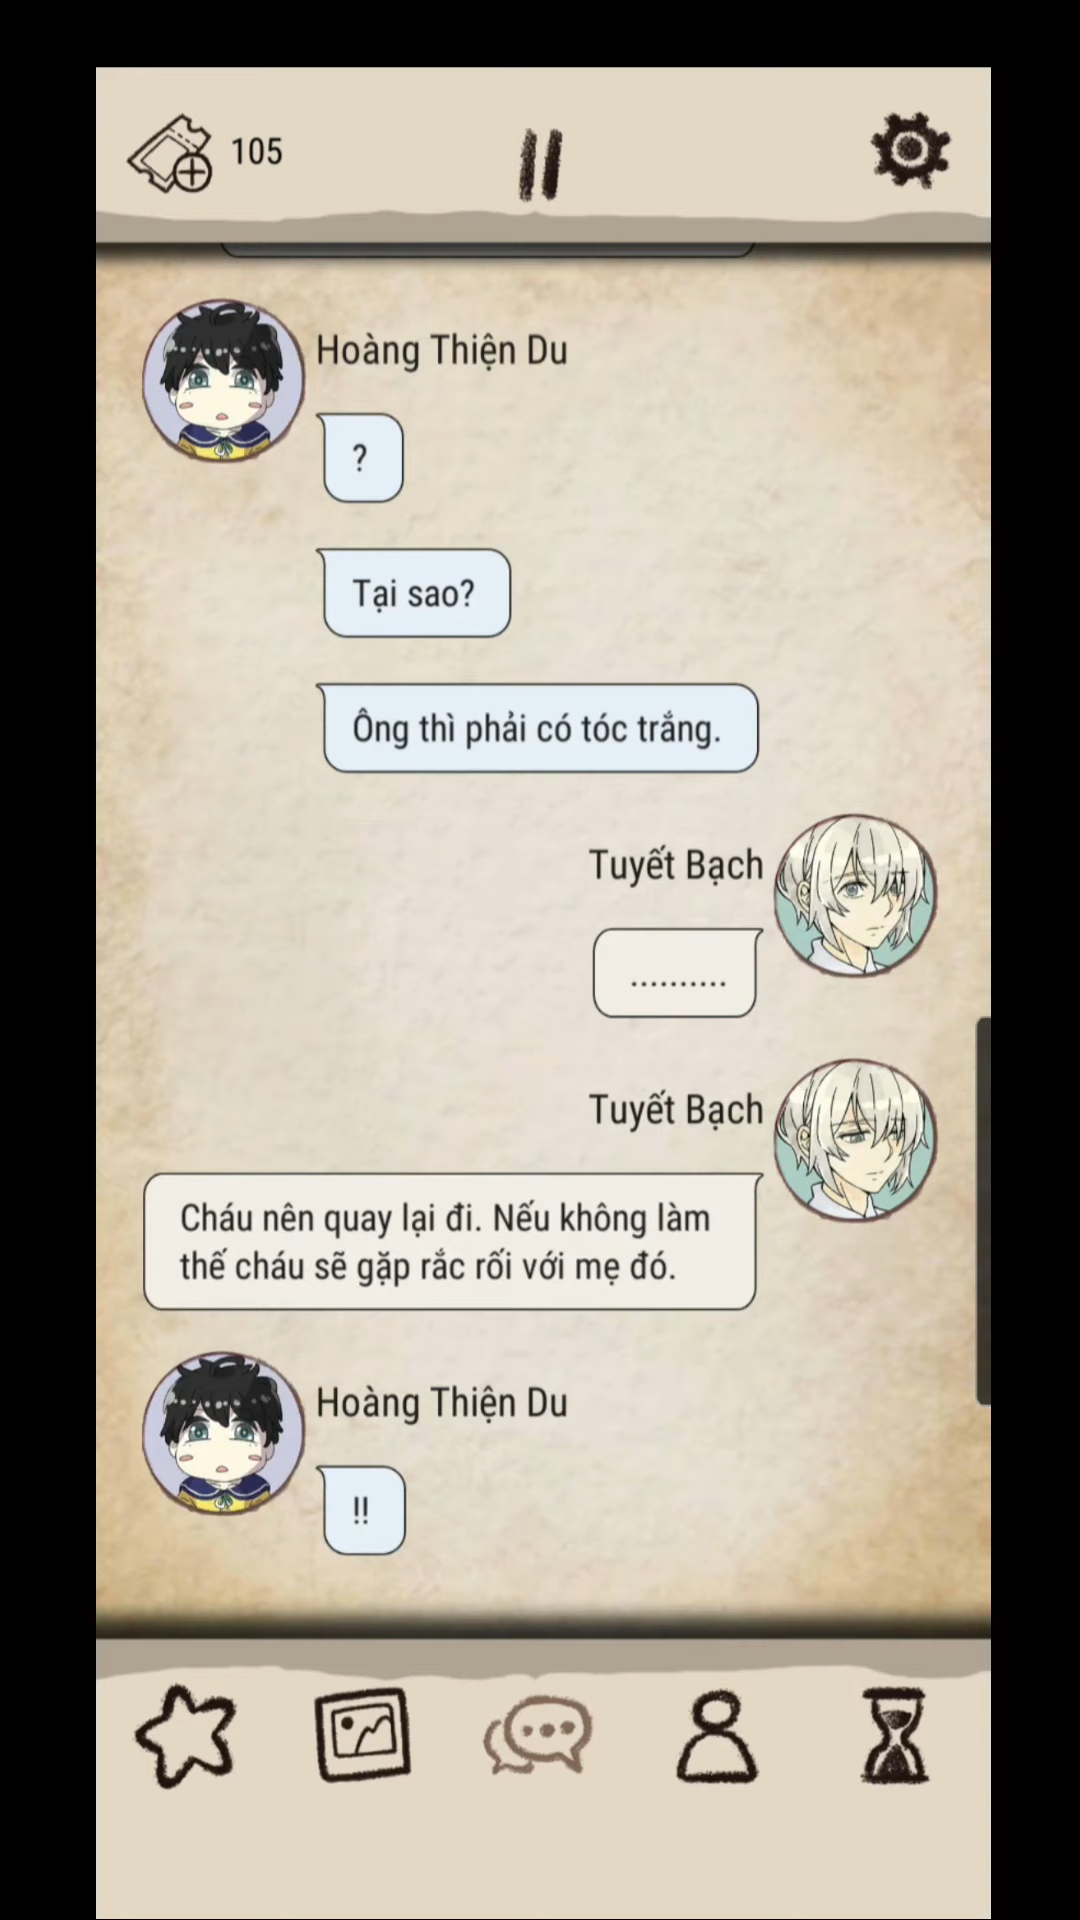 105
Hoàng Thiện Du
?
Tại sao?
Ông thì phải có tóc trắng.
Tuyết Bạch
..........
Tuyết Bạch
Cháu nên quay lại đi. Nếu không làm
thế cháu sẽ gặp rắc rối với mẹ đó.
Hoàng Thiện Du
!!